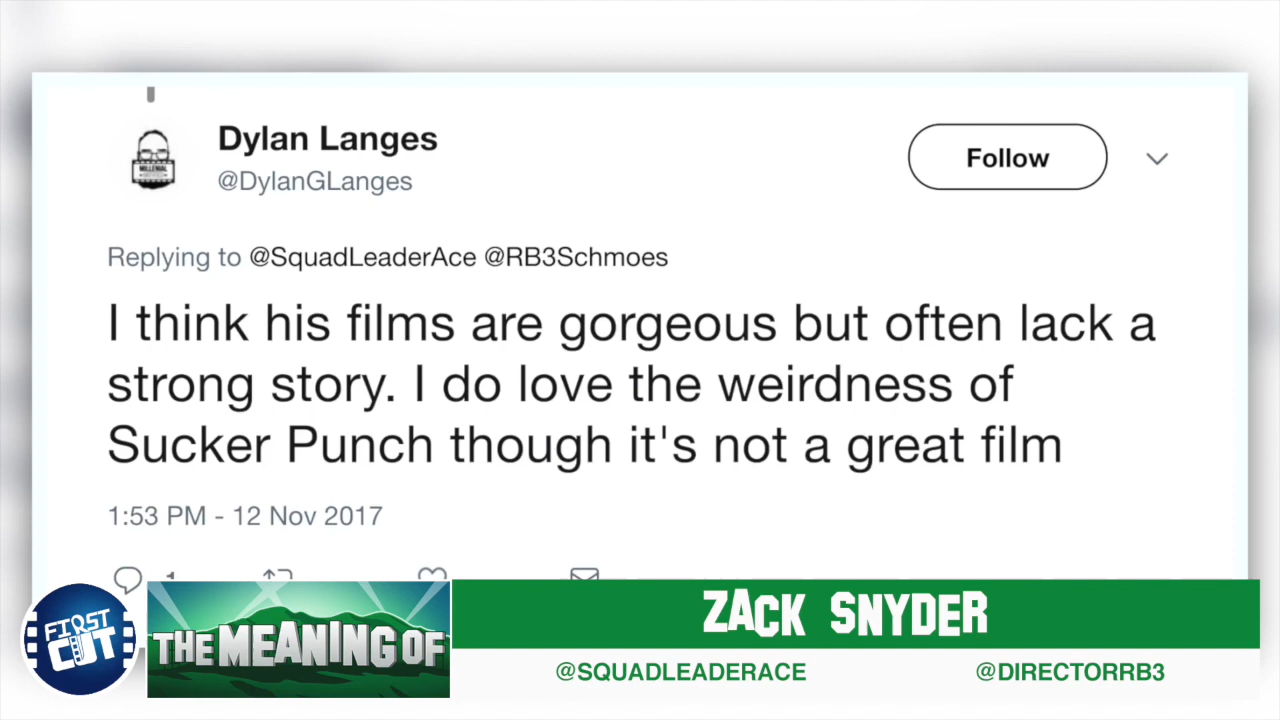 Dylan Langes
@DylanGLanges
Follow
Replying to @SquadLeaderAce @RB3Schmoes
I think his films are gorgeous but often lack a
strong story. I do love the weirdness of
Sucker Punch though it's not a great film
1:53 PM - 12 Nov 2017
FIRST
CUT
THE MEANING OF
ZACK SNYDER
@SQUADLEADERACE
@DIRECTORRB3